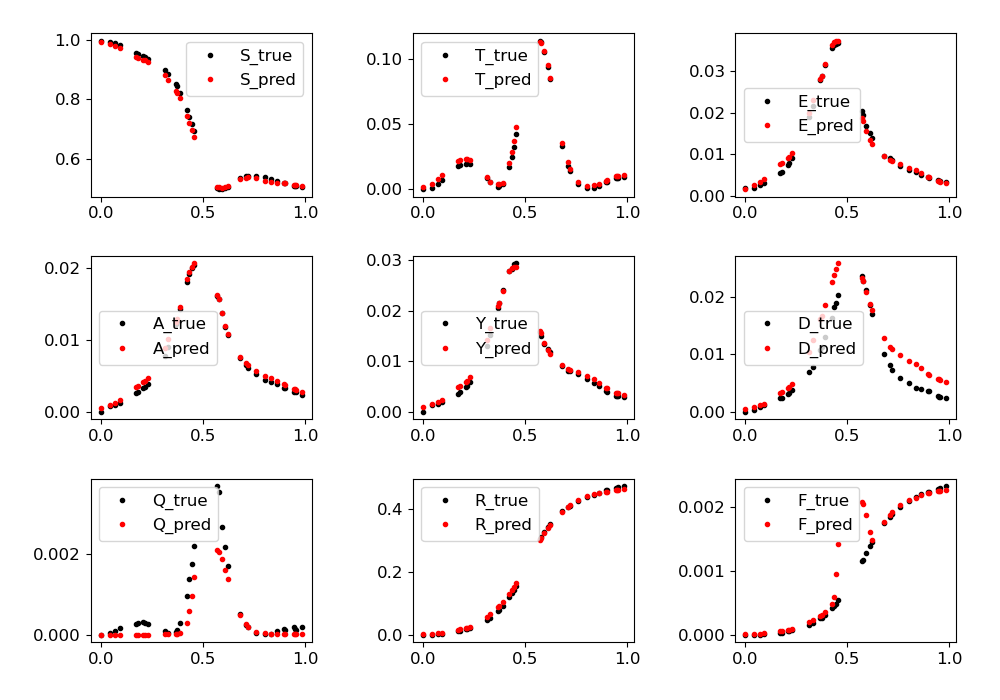 1.0
0.8
0.6
0.0 0.5 1.0
S_true
S_pred
0.10
0.05
0.00
0.0 0.5 1.0
T_true
T_pred
0.03
0.02
0.01
0.00
0.0 0.5 1.0
E_true
E_pred
0.02
0.01
0.00
0.0 0.5 1.0
A_true
A_pred
0.03
0.02
0.01
0.00
0.0 0.5 1.0
Y_true
Y_pred
0.02
0.01
0.00
0.0 0.5 1.0
D_true
D_pred
0.002
0.000
0.0 0.5 1.0
Q_true
Q_pred
0.4
0.2
0.0
0.0 0.5 1.0
R_true
R_pred
0.002
0.001
0.000
0.0 0.5 1.0
F_true
F_pred